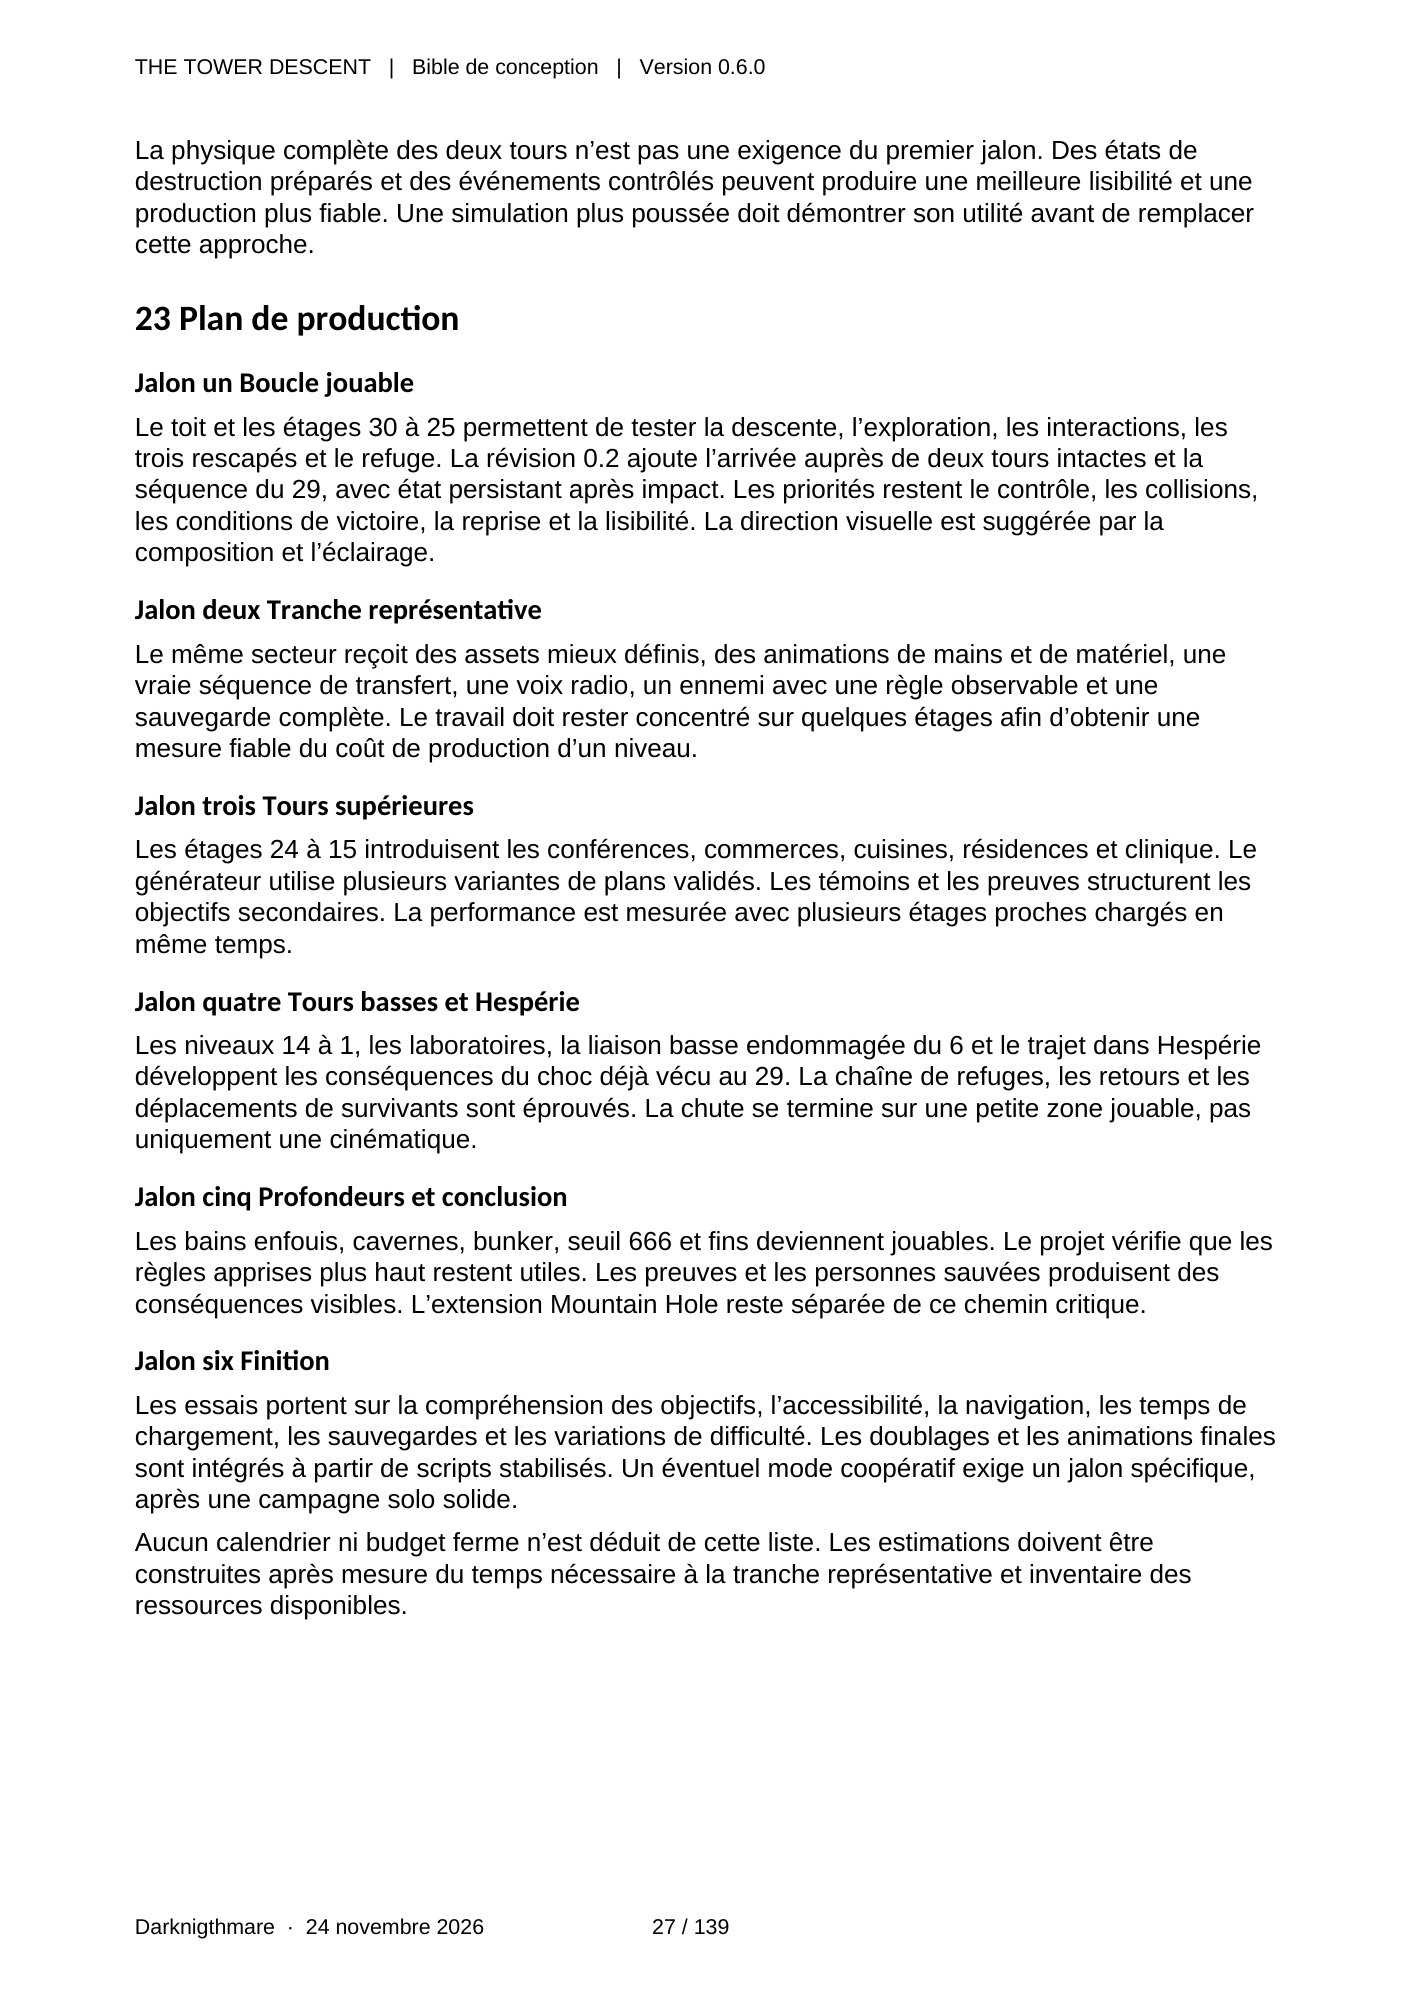 THE TOWER DESCENT | Bible de conception | Version 0.6.0
La physique complète des deux tours n’est pas une exigence du premier jalon. Des états de
destruction préparés et des événements contrôlés peuvent produire une meilleure lisibilité et une
production plus fiable. Une simulation plus poussée doit démontrer son utilité avant de remplacer
cette approche.
23 Plan de production
Jalon un Boucle jouable
Le toit et les étages 30 à 25 permettent de tester la descente, l’exploration, les interactions, les
trois rescapés et le refuge. La révision 0.2 ajoute l’arrivée auprès de deux tours intactes et la
séquence du 29, avec état persistant après impact. Les priorités restent le contrôle, les collisions,
les conditions de victoire, la reprise et la lisibilité. La direction visuelle est suggérée par la
composition et l’éclairage.
Jalon deux Tranche représentative
Le même secteur reçoit des assets mieux définis, des animations de mains et de matériel, une
vraie séquence de transfert, une voix radio, un ennemi avec une règle observable et une
sauvegarde complète. Le travail doit rester concentré sur quelques étages afin d’obtenir une
mesure fiable du coût de production d’un niveau.
Jalon trois Tours supérieures
Les étages 24 à 15 introduisent les conférences, commerces, cuisines, résidences et clinique. Le
générateur utilise plusieurs variantes de plans validés. Les témoins et les preuves structurent les
objectifs secondaires. La performance est mesurée avec plusieurs étages proches chargés en
même temps.
Jalon quatre Tours basses et Hespérie
Les niveaux 14 à 1, les laboratoires, la liaison basse endommagée du 6 et le trajet dans Hespérie
développent les conséquences du choc déjà vécu au 29. La chaîne de refuges, les retours et les
déplacements de survivants sont éprouvés. La chute se termine sur une petite zone jouable, pas
uniquement une cinématique.
Jalon cinq Profondeurs et conclusion
Les bains enfouis, cavernes, bunker, seuil 666 et fins deviennent jouables. Le projet vérifie que les
règles apprises plus haut restent utiles. Les preuves et les personnes sauvées produisent des
conséquences visibles. L’extension Mountain Hole reste séparée de ce chemin critique.
Jalon six Finition
Les essais portent sur la compréhension des objectifs, l’accessibilité, la navigation, les temps de
chargement, les sauvegardes et les variations de difficulté. Les doublages et les animations finales
sont intégrés à partir de scripts stabilisés. Un éventuel mode coopératif exige un jalon spécifique,
après une campagne solo solide.
Aucun calendrier ni budget ferme n’est déduit de cette liste. Les estimations doivent être
construites après mesure du temps nécessaire à la tranche représentative et inventaire des
ressources disponibles.
Darknigthmare · 24 novembre 2026 27 / 139